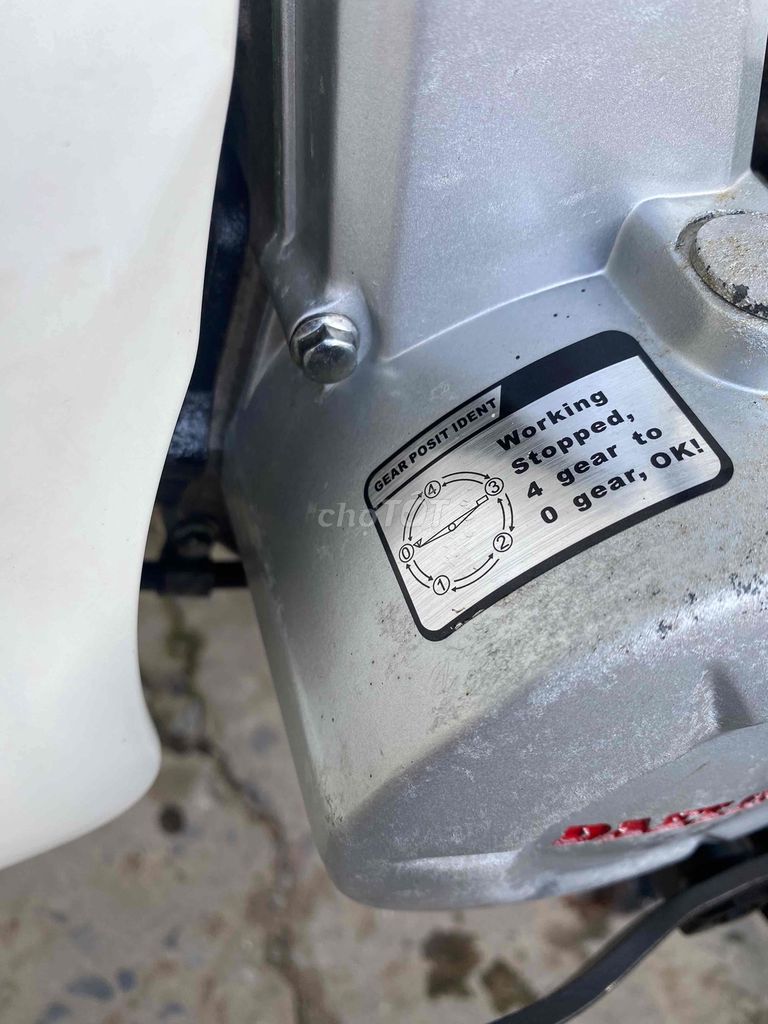 GEAR POSIT IDENT
Working
Stopped,
4 gear to
0 gear, OK!
4
3
0
2
1
chợTỐT